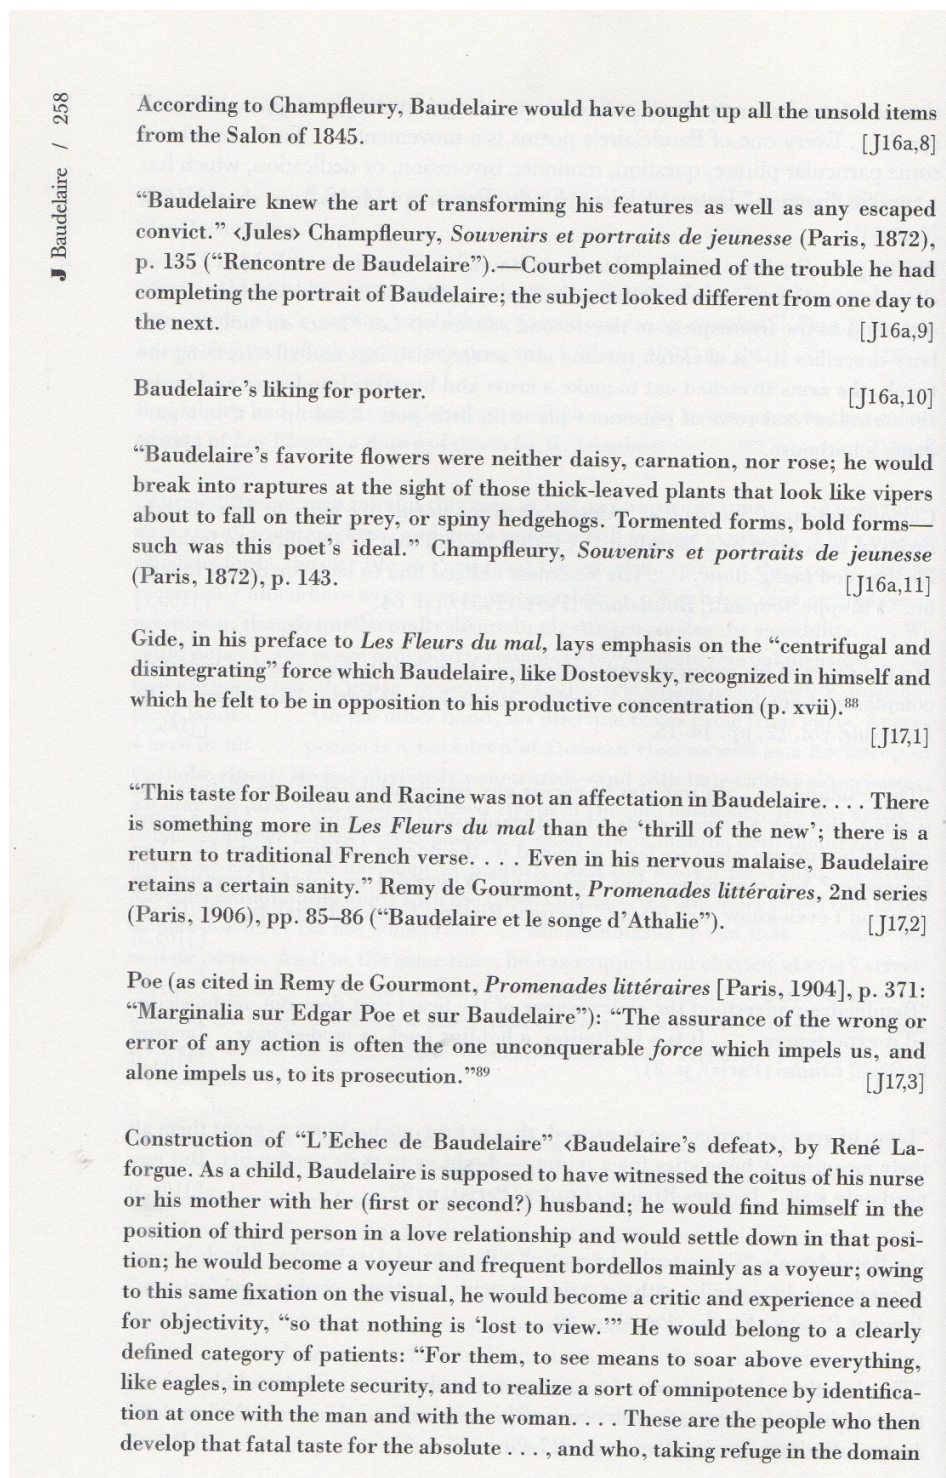 J Baudelaire / 258
According to Champfleury, Baudelaire would have bought up all the unsold items
from the Salon of 1845. [J16a,8]
“Baudelaire knew the art of transforming his features as well as any escaped
convict.” ‹Jules› Champfleury, Souvenirs et portraits de jeunesse (Paris, 1872),
p. 135 (“Rencontre de Baudelaire”).—Courbet complained of the trouble he had
completing the portrait of Baudelaire; the subject looked different from one day to
the next. [J16a,9]
Baudelaire’s liking for porter. [J16a,10]
“Baudelaire’s favorite flowers were neither daisy, carnation, nor rose; he would
break into raptures at the sight of those thick-leaved plants that look like vipers
about to fall on their prey, or spiny hedgehogs. Tormented forms, bold forms—
such was this poet’s ideal.” Champfleury, Souvenirs et portraits de jeunesse
(Paris, 1872), p. 143. [J16a,11]
Gide, in his preface to Les Fleurs du mal, lays emphasis on the “centrifugal and
disintegrating” force which Baudelaire, like Dostoevsky, recognized in himself and
which he felt to be in opposition to his productive concentration (p. xvii).88
[J17,1]
“This taste for Boileau and Racine was not an affectation in Baudelaire. . . . There
is something more in Les Fleurs du mal than the ‘thrill of the new’; there is a
return to traditional French verse. . . . Even in his nervous malaise, Baudelaire
retains a certain sanity.” Remy de Gourmont, Promenades littéraires, 2nd series
(Paris, 1906), pp. 85–86 (“Baudelaire et le songe d’Athalie”). [J17,2]
Poe (as cited in Remy de Gourmont, Promenades littéraires [Paris, 1904], p. 371:
“Marginalia sur Edgar Poe et sur Baudelaire”): “The assurance of the wrong or
error of any action is often the one unconquerable force which impels us, and
alone impels us, to its prosecution.”89 [J17,3]
Construction of “L’Echec de Baudelaire” ‹Baudelaire’s defeat›, by René La-
forgue. As a child, Baudelaire is supposed to have witnessed the coitus of his nurse
or his mother with her (first or second?) husband; he would find himself in the
position of third person in a love relationship and would settle down in that posi-
tion; he would become a voyeur and frequent bordellos mainly as a voyeur; owing
to this same fixation on the visual, he would become a critic and experience a need
for objectivity, “so that nothing is ‘lost to view.’” He would belong to a clearly
defined category of patients: “For them, to see means to soar above everything,
like eagles, in complete security, and to realize a sort of omnipotence by identifica-
tion at once with the man and with the woman. . . . These are the people who then
develop that fatal taste for the absolute . . . , and who, taking refuge in the domain